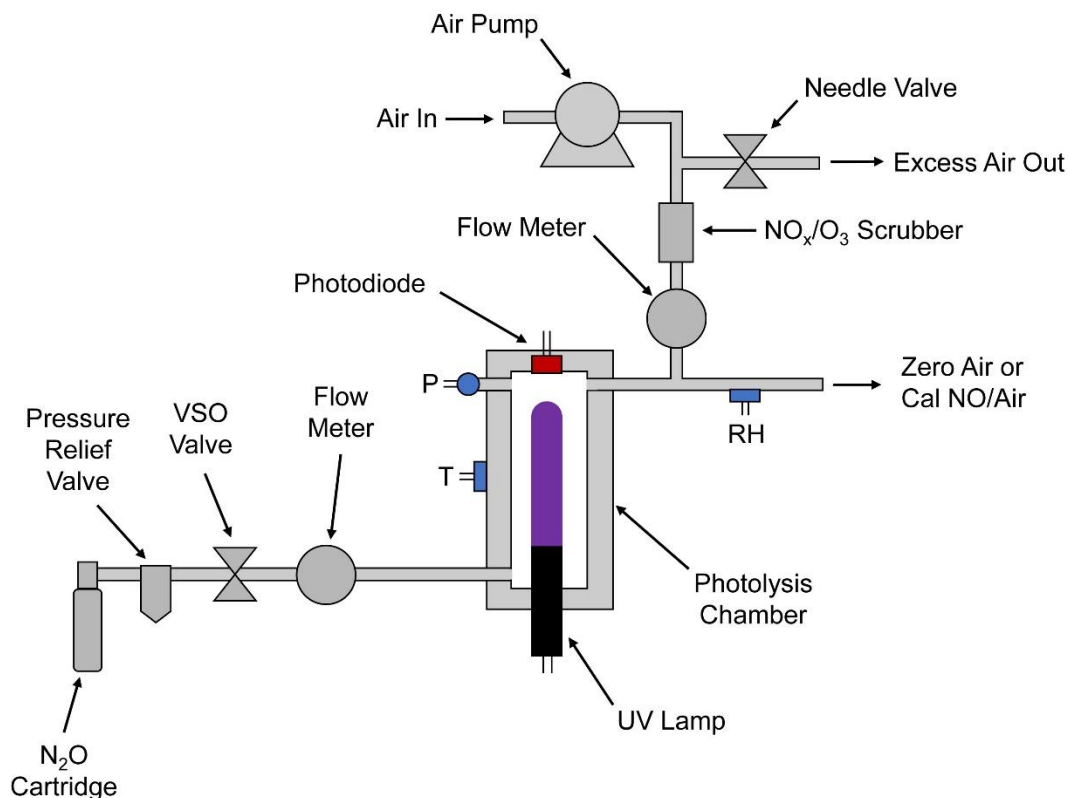 Air Pump
Needle Valve
Air In
Excess Air Out
Flow Meter
NOₓ/O₃ Scrubber
Photodiode
P
Zero Air or
Cal NO/Air
RH
Pressure
Relief
Valve
VSO
Valve
Flow
Meter
T
Photolysis
Chamber
UV Lamp
N₂O
Cartridge